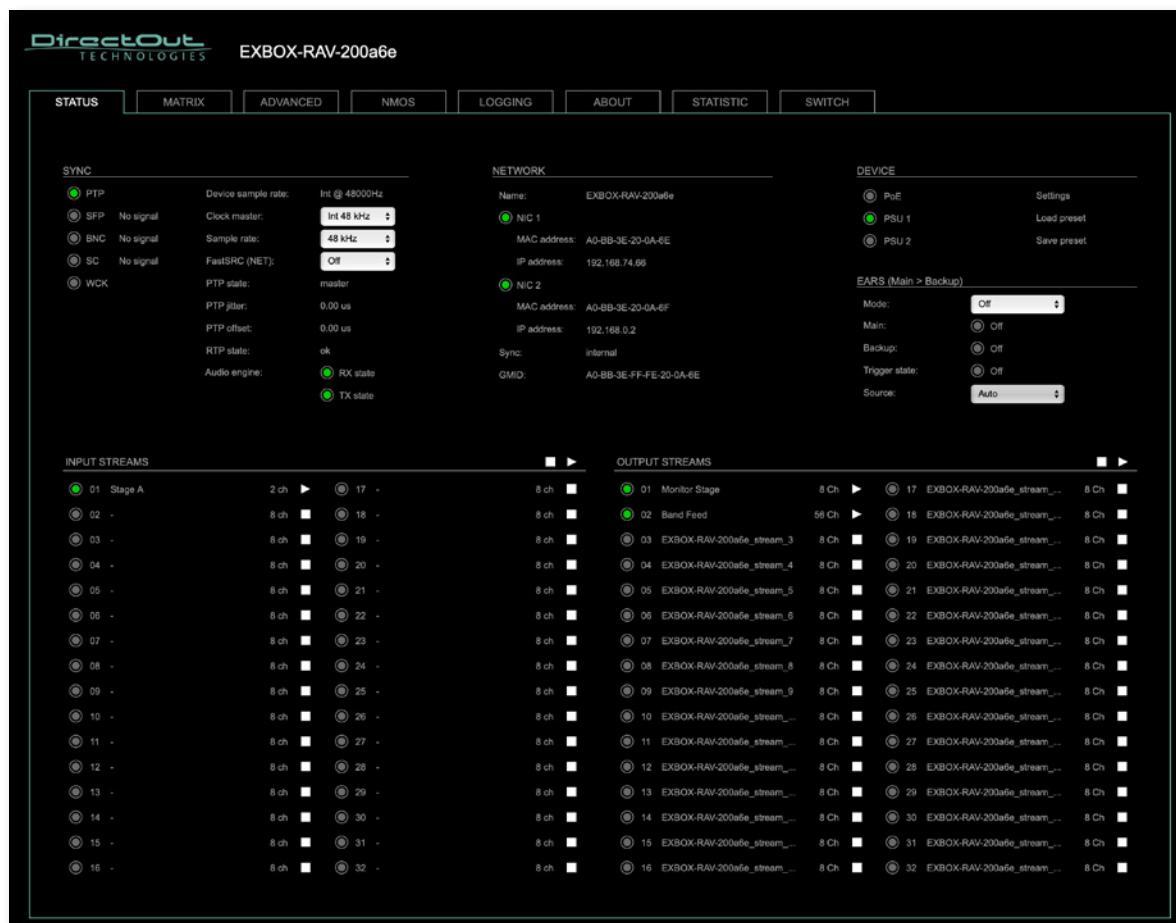 DirectOut
TECHNOLOGIES
EXBOX-RAV-200a6e
STATUS
MATRIX
ADVANCED
NMOS
LOGGING
ABOUT
STATISTIC
SWITCH
SYNC
PTP
SFP No signal
BNC No signal
SC No signal
WCK
Device sample rate: Int @ 48000Hz
Clock master: Int 48 kHz
Sample rate: 48 kHz
FastSRC (NET): Off
PTP state: master
PTP jitter: 0.00 us
PTP offset: 0.00 us
RTP state: ok
Audio engine: RX state
TX state
NETWORK
Name: EXBOX-RAV-200a6e
NIC 1
MAC address: A0-BB-3E-20-0A-6E
IP address: 192.168.74.66
NIC 2
MAC address: A0-BB-3E-20-0A-6F
IP address: 192.168.0.2
Sync: internal
GMID: A0-BB-3E-FF-FE-20-0A-6E
DEVICE
PoE Settings
PSU 1 Load preset
PSU 2 Save preset
EARS (Main > Backup)
Mode: Off
Main: Off
Backup: Off
Trigger state: Off
Source: Auto
INPUT STREAMS
01 Stage A 2 ch
02 - 8 ch
03 - 8 ch
04 - 8 ch
05 - 8 ch
06 - 8 ch
07 - 8 ch
08 - 8 ch
09 - 8 ch
10 - 8 ch
11 - 8 ch
12 - 8 ch
13 - 8 ch
14 - 8 ch
15 - 8 ch
16 - 8 ch
17 - 8 ch
18 - 8 ch
19 - 8 ch
20 - 8 ch
21 - 8 ch
22 - 8 ch
23 - 8 ch
24 - 8 ch
25 - 8 ch
26 - 8 ch
27 - 8 ch
28 - 8 ch
29 - 8 ch
30 - 8 ch
31 - 8 ch
32 - 8 ch
OUTPUT STREAMS
01 Monitor Stage 8 Ch
02 Band Feed 56 Ch
03 EXBOX-RAV-200a6e_stream_3 8 Ch
04 EXBOX-RAV-200a6e_stream_4 8 Ch
05 EXBOX-RAV-200a6e_stream_5 8 Ch
06 EXBOX-RAV-200a6e_stream_6 8 Ch
07 EXBOX-RAV-200a6e_stream_7 8 Ch
08 EXBOX-RAV-200a6e_stream_8 8 Ch
09 EXBOX-RAV-200a6e_stream_9 8 Ch
10 EXBOX-RAV-200a6e_stream_... 8 Ch
11 EXBOX-RAV-200a6e_stream_... 8 Ch
12 EXBOX-RAV-200a6e_stream_... 8 Ch
13 EXBOX-RAV-200a6e_stream_... 8 Ch
14 EXBOX-RAV-200a6e_stream_... 8 Ch
15 EXBOX-RAV-200a6e_stream_... 8 Ch
16 EXBOX-RAV-200a6e_stream_... 8 Ch
17 EXBOX-RAV-200a6e_stream_... 8 Ch
18 EXBOX-RAV-200a6e_stream_... 8 Ch
19 EXBOX-RAV-200a6e_stream_... 8 Ch
20 EXBOX-RAV-200a6e_stream_... 8 Ch
21 EXBOX-RAV-200a6e_stream_... 8 Ch
22 EXBOX-RAV-200a6e_stream_... 8 Ch
23 EXBOX-RAV-200a6e_stream_... 8 Ch
24 EXBOX-RAV-200a6e_stream_... 8 Ch
25 EXBOX-RAV-200a6e_stream_... 8 Ch
26 EXBOX-RAV-200a6e_stream_... 8 Ch
27 EXBOX-RAV-200a6e_stream_... 8 Ch
28 EXBOX-RAV-200a6e_stream_... 8 Ch
29 EXBOX-RAV-200a6e_stream_... 8 Ch
30 EXBOX-RAV-200a6e_stream_... 8 Ch
31 EXBOX-RAV-200a6e_stream_... 8 Ch
32 EXBOX-RAV-200a6e_stream_... 8 Ch